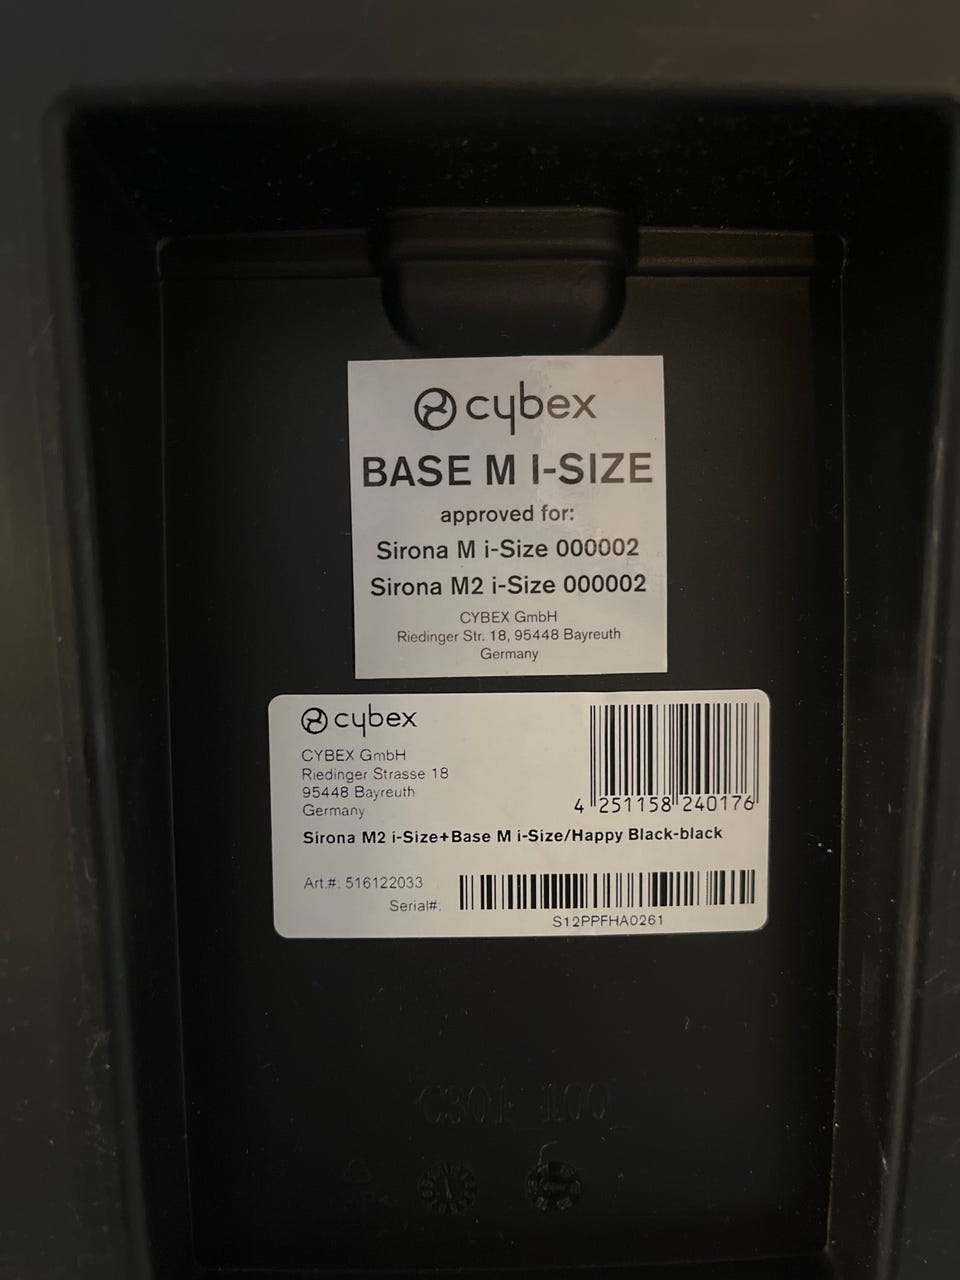 cybex
BASE M I-SIZE
approved for:
Sirona M i-Size 000002
Sirona M2 i-Size 000002
CYBEX GmbH
Riedinger Str. 18, 95448 Bayreuth
Germany
cybex
CYBEX GmbH
Riedinger Strasse 18
95448 Bayreuth
Germany
4 251158 240176
Sirona M2 i-Size+Base M i-Size/Happy Black-black
Art.#: 516122033
Serial#:
S12PPFHA0261
C301_100